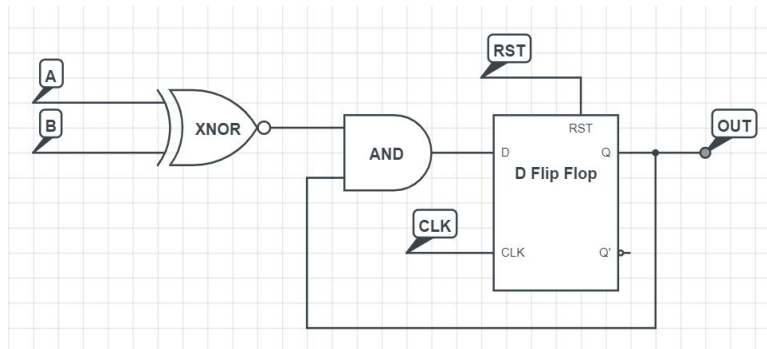 RST
A
B
XNOR
AND
RST
D
Q
D Flip Flop
OUT
CLK
CLK
Q'